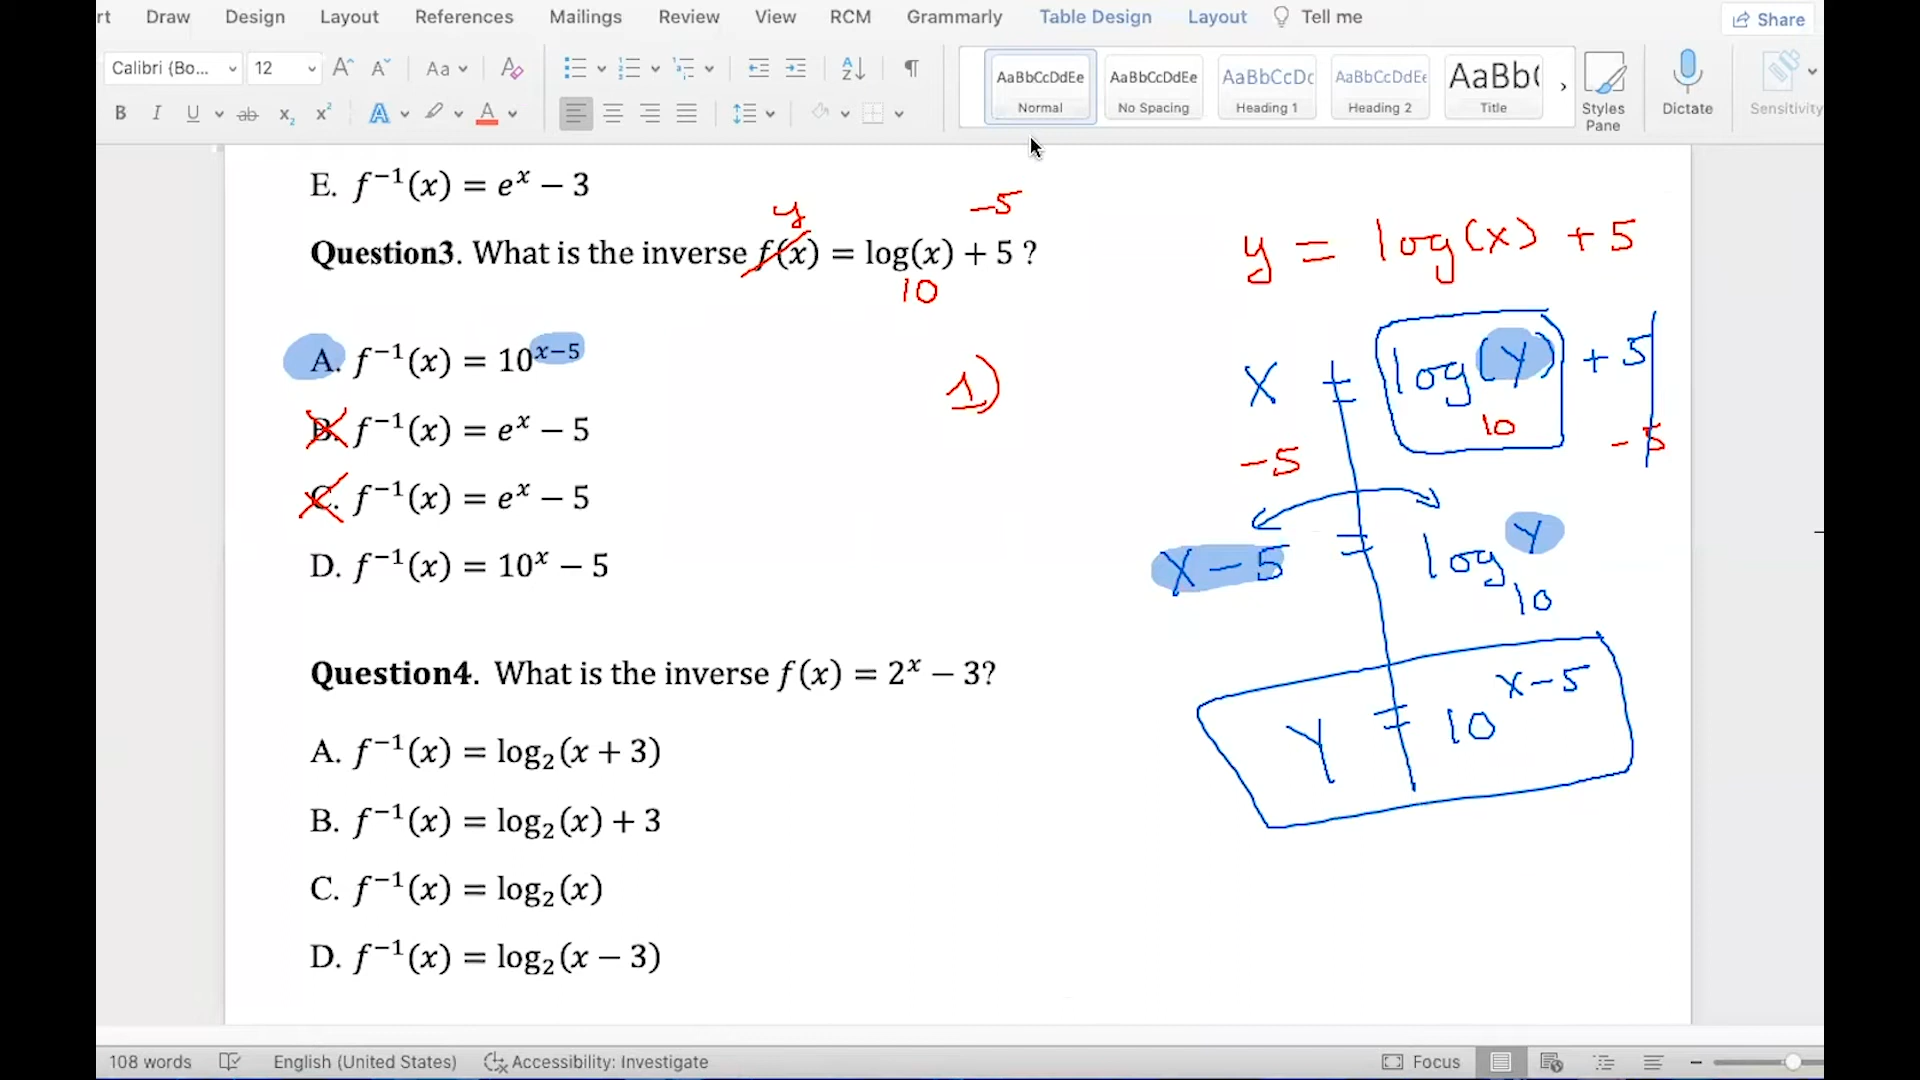 rt Draw Design Layout References Mailings Review View RCM Grammarly Table Design Layout Tell me Share
Calibri (Bo... 12 A A Aa A AZ ¶
AaBbCcDdEe AaBbCcDdEe AaBbCcDc AaBbCcDdEe AaBb(
Normal No Spacing Heading 1 Heading 2 Title
Styles Pane Dictate Sensitivity
B I U ab x₂ x² A A
E. f⁻¹(x) = eˣ − 3
y −5
Question3. What is the inverse f(x) = log(x) + 5 ?
10
A. f⁻¹(x) = 10ˣ⁻⁵
B. f⁻¹(x) = eˣ − 5
C. f⁻¹(x) = eˣ − 5
D. f⁻¹(x) = 10ˣ − 5
1)
y = log(x) + 5
x = log(y) + 5
10
−5 −5
x − 5 = log y
10
y = 10ˣ⁻⁵
Question4. What is the inverse f(x) = 2ˣ − 3?
A. f⁻¹(x) = log₂(x + 3)
B. f⁻¹(x) = log₂(x) + 3
C. f⁻¹(x) = log₂(x)
D. f⁻¹(x) = log₂(x − 3)
108 words English (United States) Accessibility: Investigate Focus